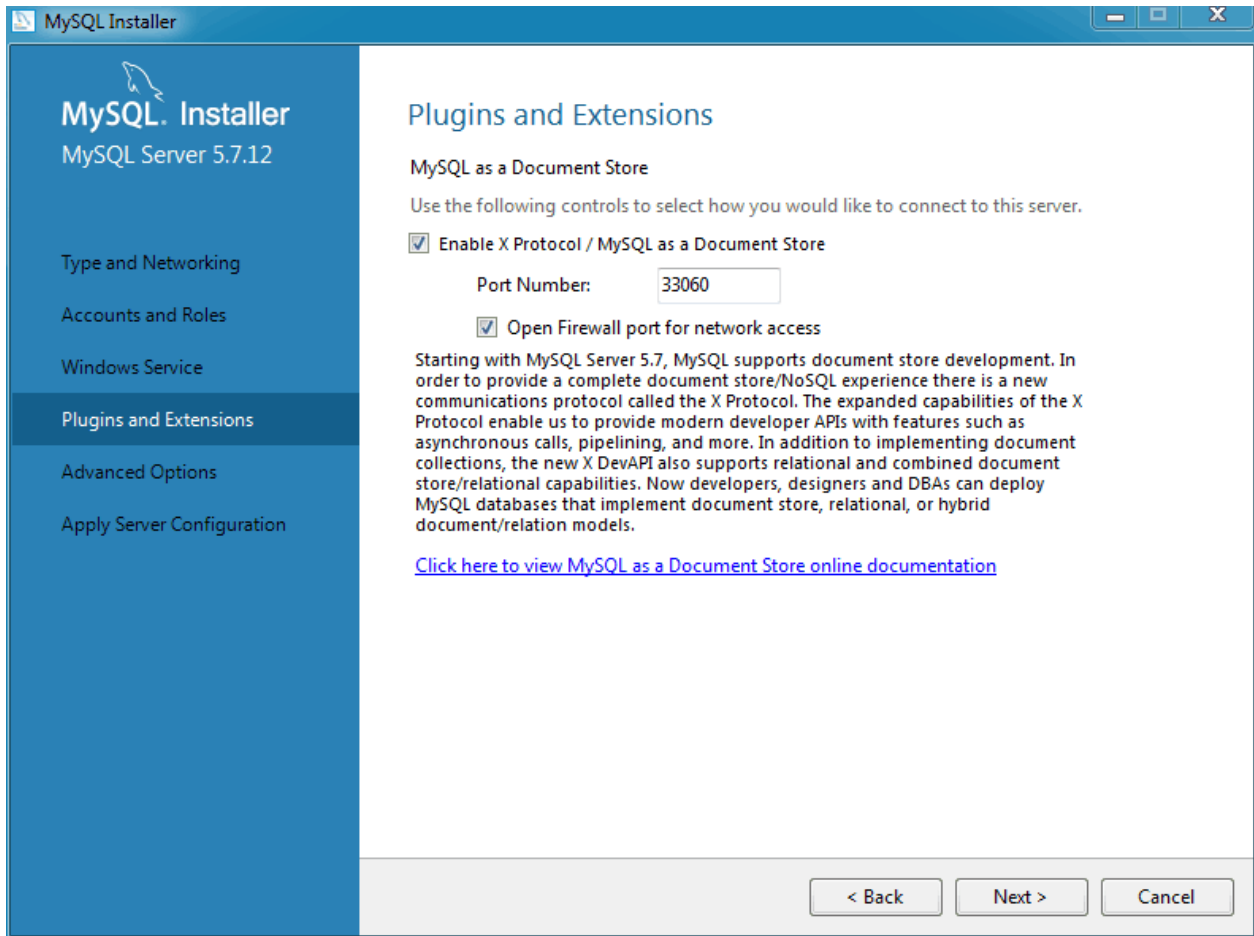 MySQL Installer
MySQL. Installer
MySQL Server 5.7.12
Type and Networking
Accounts and Roles
Windows Service
Plugins and Extensions
Advanced Options
Apply Server Configuration
Plugins and Extensions
MySQL as a Document Store
Use the following controls to select how you would like to connect to this server.
Enable X Protocol / MySQL as a Document Store
Port Number: 33060
Open Firewall port for network access
Starting with MySQL Server 5.7, MySQL supports document store development. In
order to provide a complete document store/NoSQL experience there is a new
communications protocol called the X Protocol. The expanded capabilities of the X
Protocol enable us to provide modern developer APIs with features such as
asynchronous calls, pipelining, and more. In addition to implementing document
collections, the new X DevAPI also supports relational and combined document
store/relational capabilities. Now developers, designers and DBAs can deploy
MySQL databases that implement document store, relational, or hybrid
document/relation models.
Click here to view MySQL as a Document Store online documentation
< Back Next > Cancel